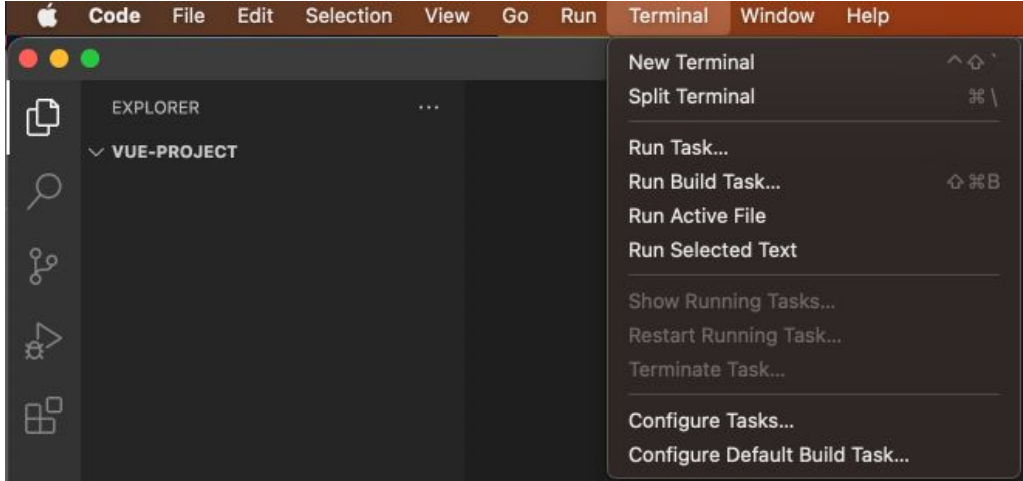 Code File Edit Selection View Go Run Terminal Window Help
EXPLORER ...
VUE-PROJECT
New Terminal ^⇧`
Split Terminal ⌘\
Run Task...
Run Build Task... ⇧⌘B
Run Active File
Run Selected Text
Show Running Tasks...
Restart Running Task...
Terminate Task...
Configure Tasks...
Configure Default Build Task...